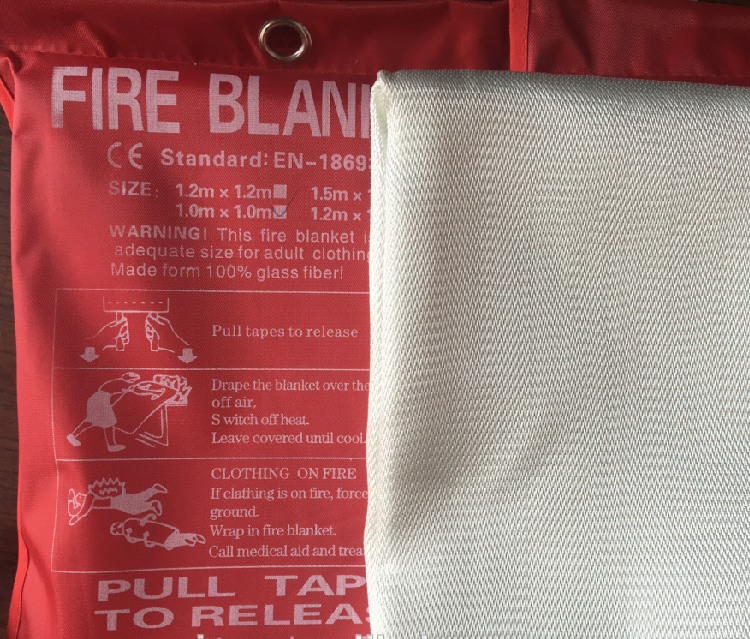 FIRE BLAN
CE Standard: EN-1869:
SIZE: 1.2m x 1.2m 1.5m x
1.0m x 1.0m 1.2m x
WARNING! This fire blanket i
adequate size for adult clothin
Made form 100% glass fiber!
Pull tapes to release
Drape the blanket over the
off air,
S witch off heat.
Leave covered until cool.
CLOTHING ON FIRE
If clathing is on fire, force
ground.
Wrap in fire blanket.
Call medical aid and trea
PULL TAP
TO RELEA